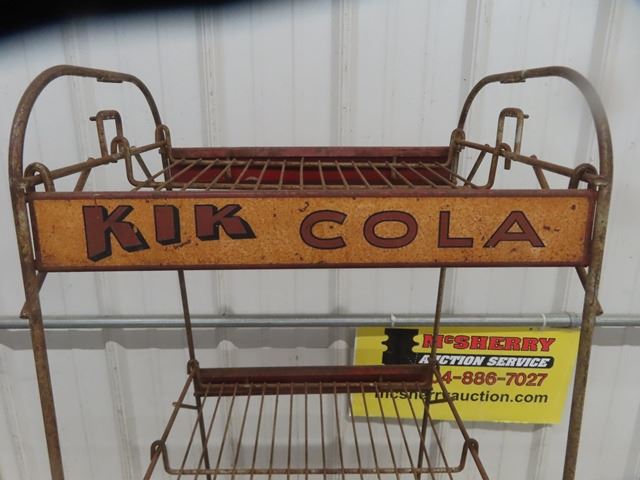 KIK COLA
McSHERRY
AUCTION SERVICE
4-886-7027
mcsherryauction.com